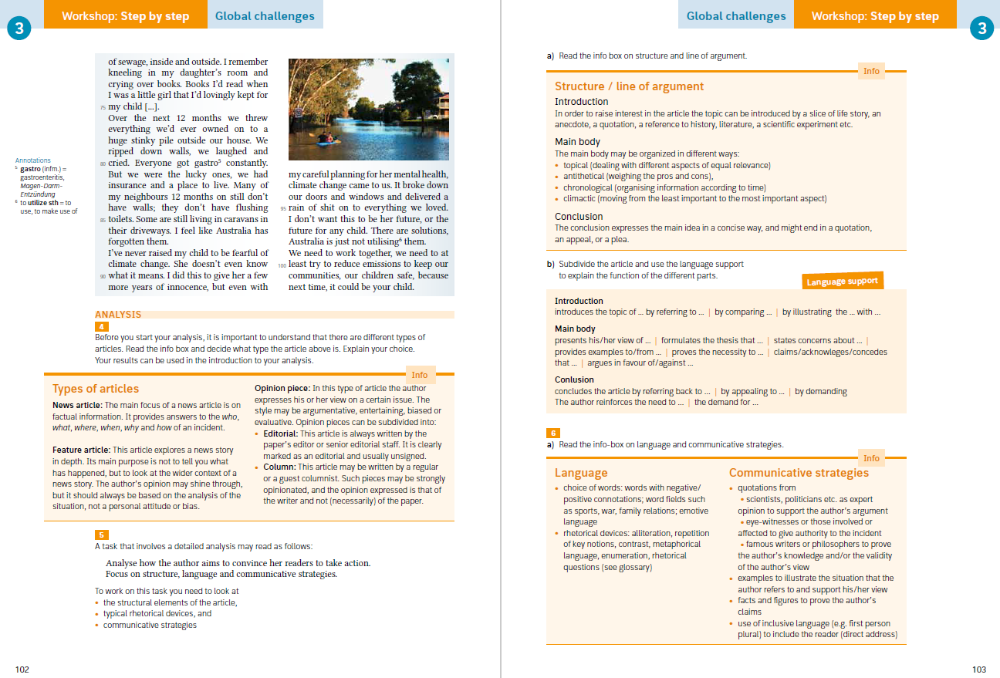 3
Workshop: Step by step
Global challenges
of sewage, inside and outside. I remember
kneeling in my daughter's room and
crying over books. Books I'd read when
I was a little girl that I'd lovingly kept for
75 my child [...].
Over the next 12 months we threw
everything we'd ever owned on to a
huge stinky pile outside our house. We
ripped down walls, we laughed and
80 cried. Everyone got gastro⁵ constantly.
But we were the lucky ones, we had
insurance and a place to live. Many of
my neighbours 12 months on still don't
have walls; they don't have flushing
85 toilets. Some are still living in caravans in
their driveways. I feel like Australia has
forgotten them.
I've never raised my child to be fearful of
climate change. She doesn't even know
90 what it means. I did this to give her a few
more years of innocence, but even with
my careful planning for her mental health,
climate change came to us. It broke down
our doors and windows and delivered a
95 rain of shit on to everything we loved.
I don't want this to be her future, or the
future for any child. There are solutions,
Australia is just not utilising⁶ them.
We need to work together, we need to at
100 least try to reduce emissions to keep our
communities, our children safe, because
next time, it could be your child.
Annotations
⁵ gastro (infm.) =
gastroenteritis,
Magen-Darm-
Entzündung
⁶ to utilize sth = to
use, to make use of
ANALYSIS
4
Before you start your analysis, it is important to understand that there are different types of
articles. Read the info box and decide what type the article above is. Explain your choice.
Your results can be used in the introduction to your analysis.
Info
Types of articles
News article: The main focus of a news article is on
factual information. It provides answers to the who,
what, where, when, why and how of an incident.
Feature article: This article explores a news story
in depth. Its main purpose is not to tell you what
has happened, but to look at the wider context of a
news story. The author's opinion may shine through,
but it should always be based on the analysis of the
situation, not a personal attitude or bias.
Opinion piece: In this type of article the author
expresses his or her view on a certain issue. The
style may be argumentative, entertaining, biased or
evaluative. Opinion pieces can be subdivided into:
• Editorial: This article is always written by the
paper's editor or senior editorial staff. It is clearly
marked as an editorial and usually unsigned.
• Column: This article may be written by a regular
or a guest columnist. Such pieces may be strongly
opinionated, and the opinion expressed is that of
the writer and not (necessarily) of the paper.
5
A task that involves a detailed analysis may read as follows:
Analyse how the author aims to convince her readers to take action.
Focus on structure, language and communicative strategies.
To work on this task you need to look at
• the structural elements of the article,
• typical rhetorical devices, and
• communicative strategies
102
Global challenges
Workshop: Step by step
3
a) Read the info box on structure and line of argument.
Info
Structure / line of argument
Introduction
In order to raise interest in the article the topic can be introduced by a slice of life story, an
anecdote, a quotation, a reference to history, literature, a scientific experiment etc.
Main body
The main body may be organized in different ways:
• topical (dealing with different aspects of equal relevance)
• antithetical (weighing the pros and cons),
• chronological (organising information according to time)
• climactic (moving from the least important to the most important aspect)
Conclusion
The conclusion expresses the main idea in a concise way, and might end in a quotation,
an appeal, or a plea.
b) Subdivide the article and use the language support
to explain the function of the different parts.
Language support
Introduction
introduces the topic of ... by referring to ... | by comparing ... | by illustrating the ... with ...
Main body
presents his/her view of ... | formulates the thesis that ... | states concerns about ... |
provides examples to/from ... | proves the necessity to ... | claims/acknowleges/concedes
that ... | argues in favour of/against ...
Conlusion
concludes the article by referring back to ... | by appealing to ... | by demanding
The author reinforces the need to ... | the demand for ...
6
a) Read the info-box on language and communicative strategies.
Info
Language
• choice of words: words with negative/
positive connotations; word fields such
as sports, war, family relations; emotive
language
• rhetorical devices: alliteration, repetition
of key notions, contrast, metaphorical
language, enumeration, rhetorical
questions (see glossary)
Communicative strategies
• quotations from
• scientists, politicians etc. as expert
opinion to support the author's argument
• eye-witnesses or those involved or
affected to give authority to the incident
• famous writers or philosophers to prove
the author's knowledge and/or the validity
of the author's view
• examples to illustrate the situation that the
author refers to and support his/her view
• facts and figures to prove the author's
claims
• use of inclusive language (e.g. first person
plural) to include the reader (direct address)
103